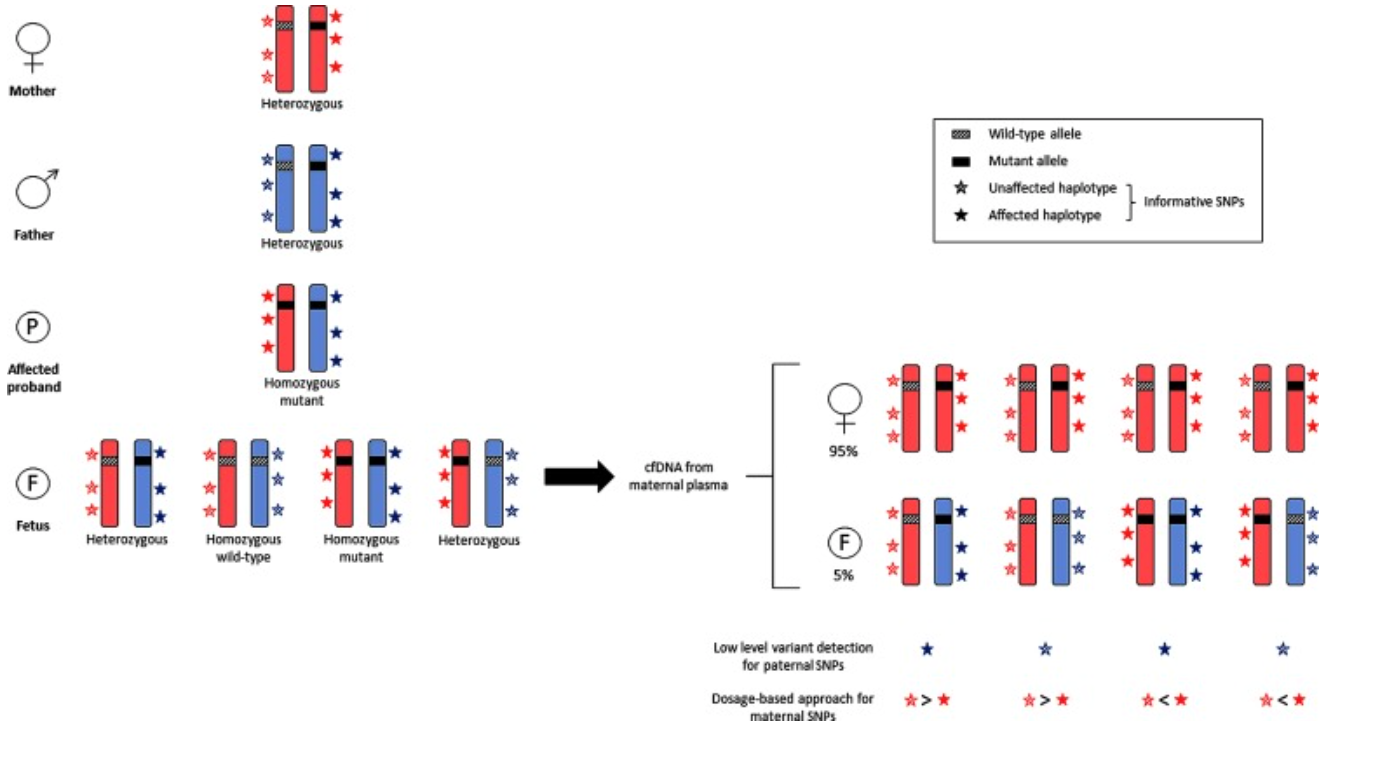 Mother
Heterozygous
Father
Heterozygous
Wild-type allele
Mutant allele
Unaffected haplotype
Affected haplotype
Informative SNPs
P
Affected
proband
Homozygous
mutant
F
Fetus
Heterozygous
Homozygous
wild-type
Homozygous
mutant
Heterozygous
cfDNA from
maternal plasma
95%
F
5%
Low level variant detection
for paternal SNPs
Dosage-based approach for
maternal SNPs
> > < <